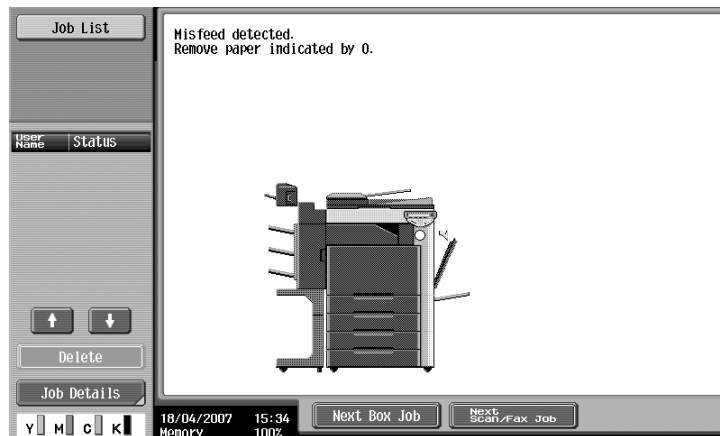 Job List
Misfeed detected.
Remove paper indicated by O.
User Name
Status
Delete
Job Details
Y M C K
18/04/2007 15:34
Memory 100%
Next Box Job
Next Scan/Fax Job